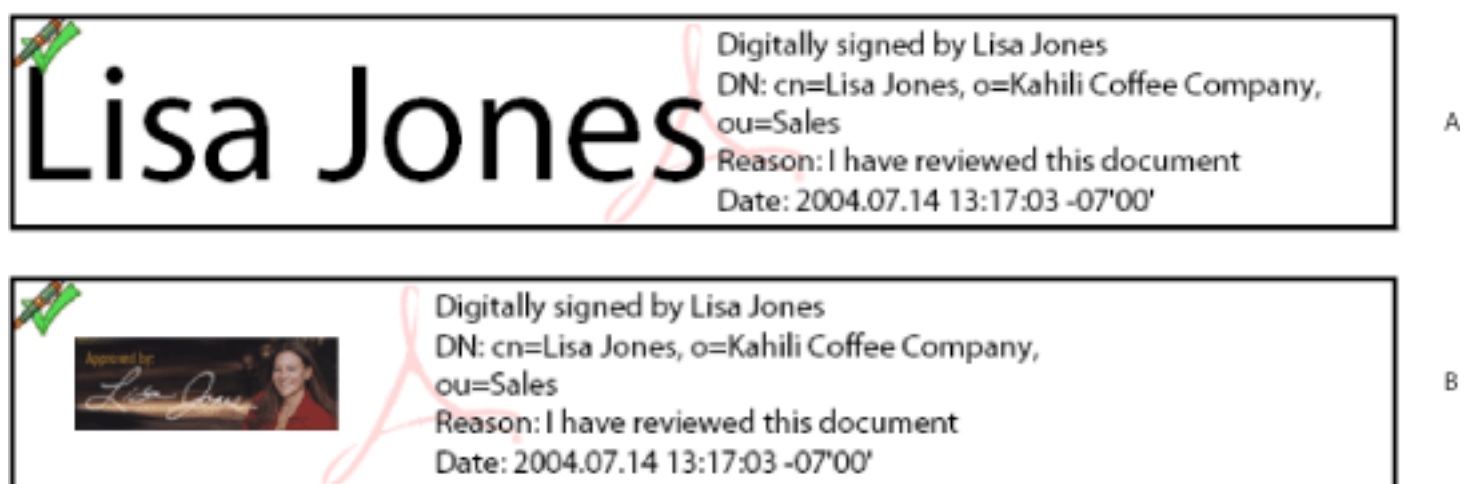 Lisa Jones
Digitally signed by Lisa Jones
DN: cn=Lisa Jones, o=Kahili Coffee Company,
ou=Sales
Reason: I have reviewed this document
Date: 2004.07.14 13:17:03 -07'00'
A
Approved by:
Lisa Jones
Digitally signed by Lisa Jones
DN: cn=Lisa Jones, o=Kahili Coffee Company,
ou=Sales
Reason: I have reviewed this document
Date: 2004.07.14 13:17:03 -07'00'
B